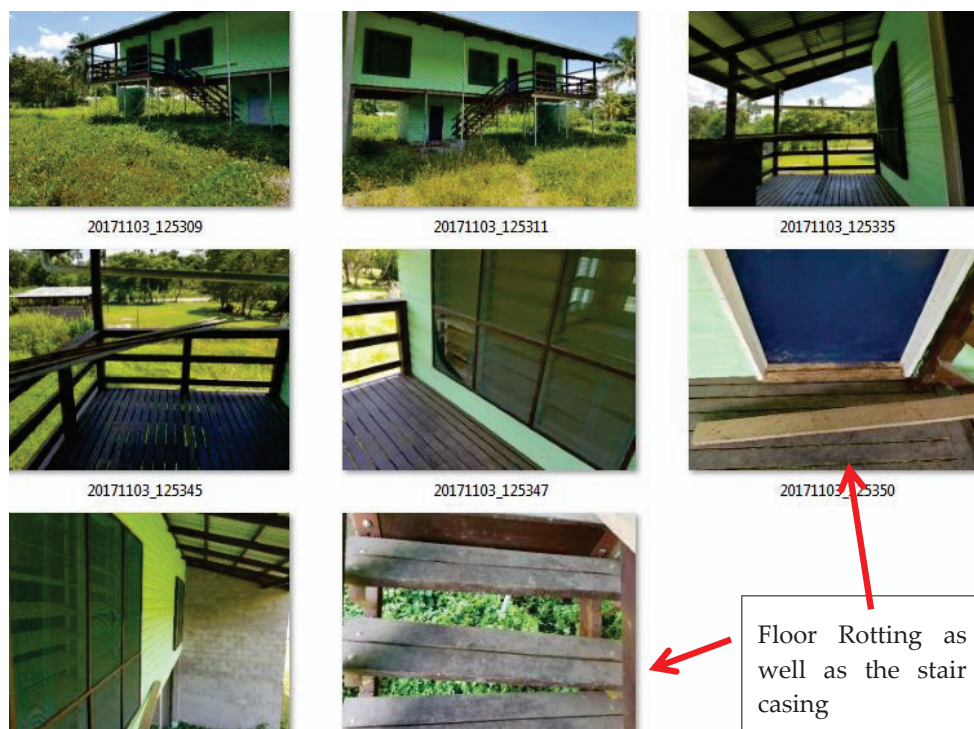 20171103_125309
20171103_125311
20171103_125335
20171103_125345
20171103_125347
20171103_125350
Floor Rotting as
well as the stair
casing